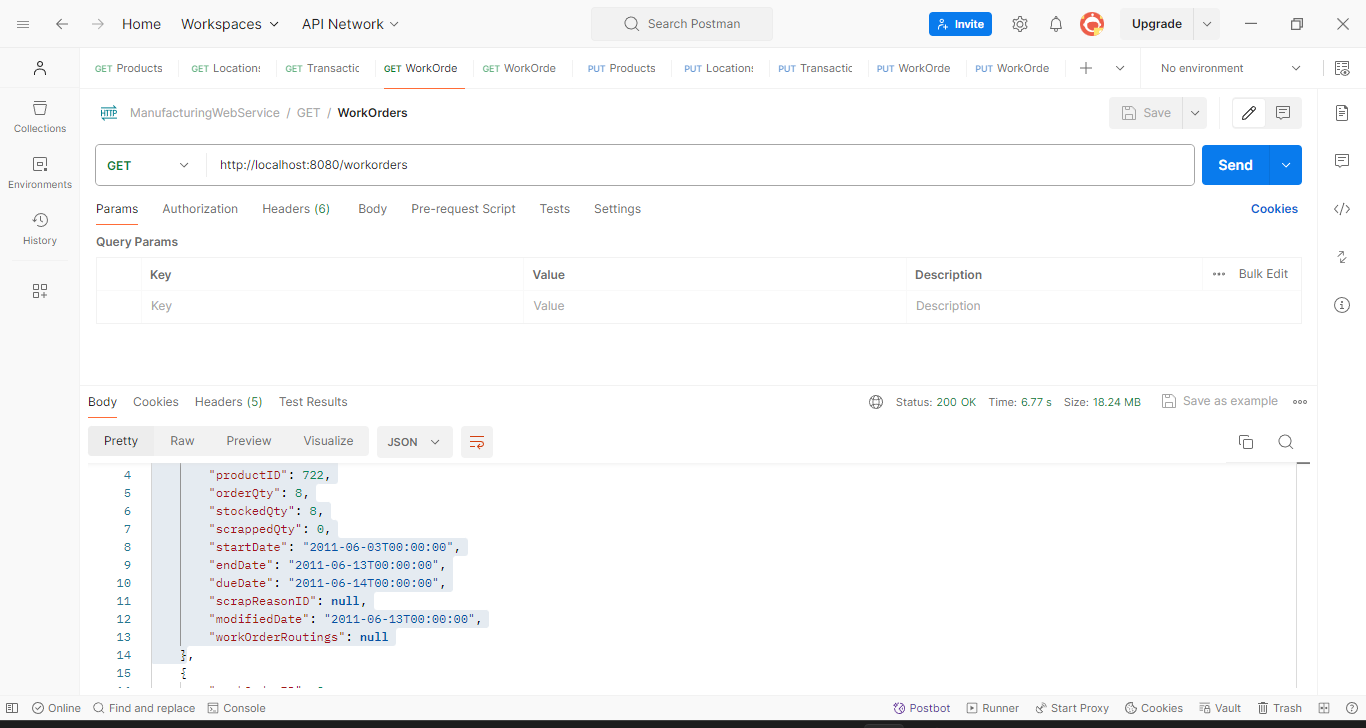 Home Workspaces API Network Search Postman Invite Upgrade
GET Products GET Locations GET Transactic GET WorkOrde GET WorkOrde PUT Products PUT Locations PUT Transactic PUT WorkOrde PUT WorkOrde No environment
HTTP ManufacturingWebService / GET / WorkOrders Save
Collections
Environments
History
GET http://localhost:8080/workorders Send
Params Authorization Headers (6) Body Pre-request Script Tests Settings Cookies
Query Params
Key Value Description Bulk Edit
Key Value Description
Body Cookies Headers (5) Test Results Status: 200 OK Time: 6.77 s Size: 18.24 MB Save as example
Pretty Raw Preview Visualize JSON
4 "productID": 722,
5 "orderQty": 8,
6 "stockedQty": 8,
7 "scrappedQty": 0,
8 "startDate": "2011-06-03T00:00:00",
9 "endDate": "2011-06-13T00:00:00",
10 "dueDate": "2011-06-14T00:00:00",
11 "scrapReasonID": null,
12 "modifiedDate": "2011-06-13T00:00:00",
13 "workOrderRoutings": null
14 },
15 {
Online Find and replace Console Postbot Runner Start Proxy Cookies Vault Trash